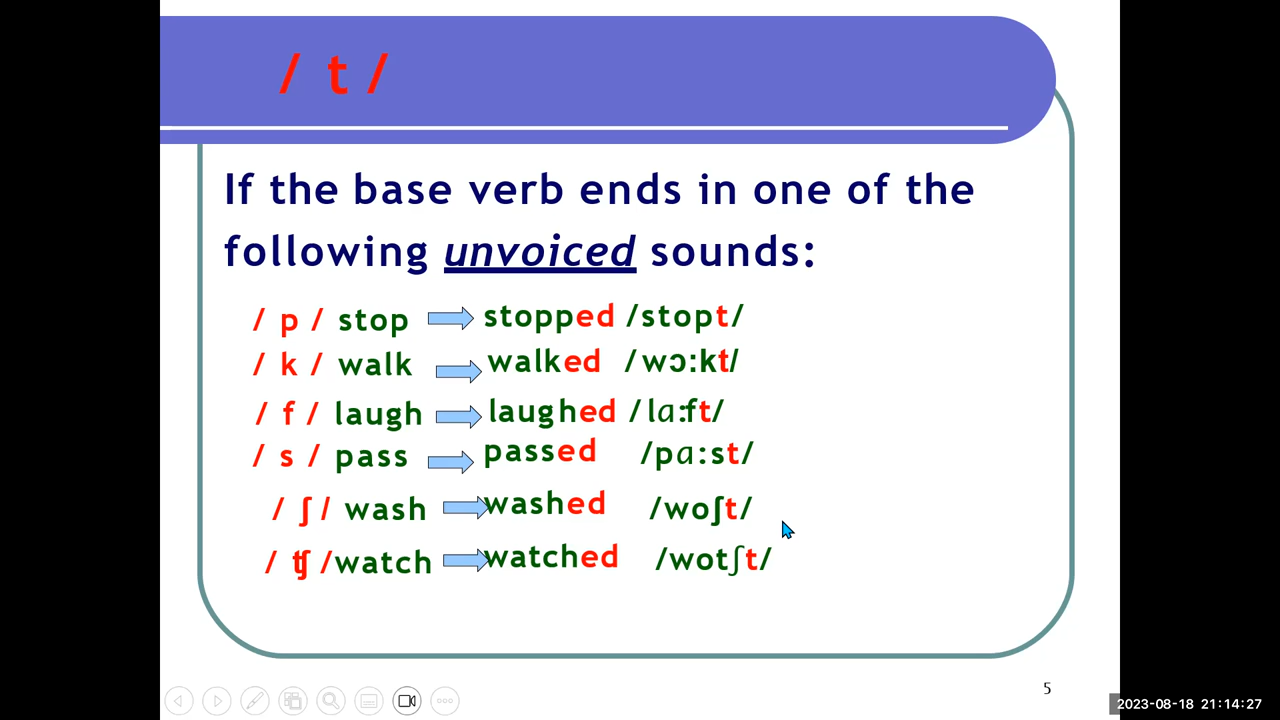 / t /
If the base verb ends in one of the
following unvoiced sounds:
/ p / stop stopped /stopt/
/ k / walk walked /wɔ:kt/
/ f / laugh laughed /lɑ:ft/
/ s / pass passed /pɑ:st/
/ ʃ / wash washed /woʃt/
/ ʧ /watch watched /wotʃt/
5
2023-08-18 21:14:27